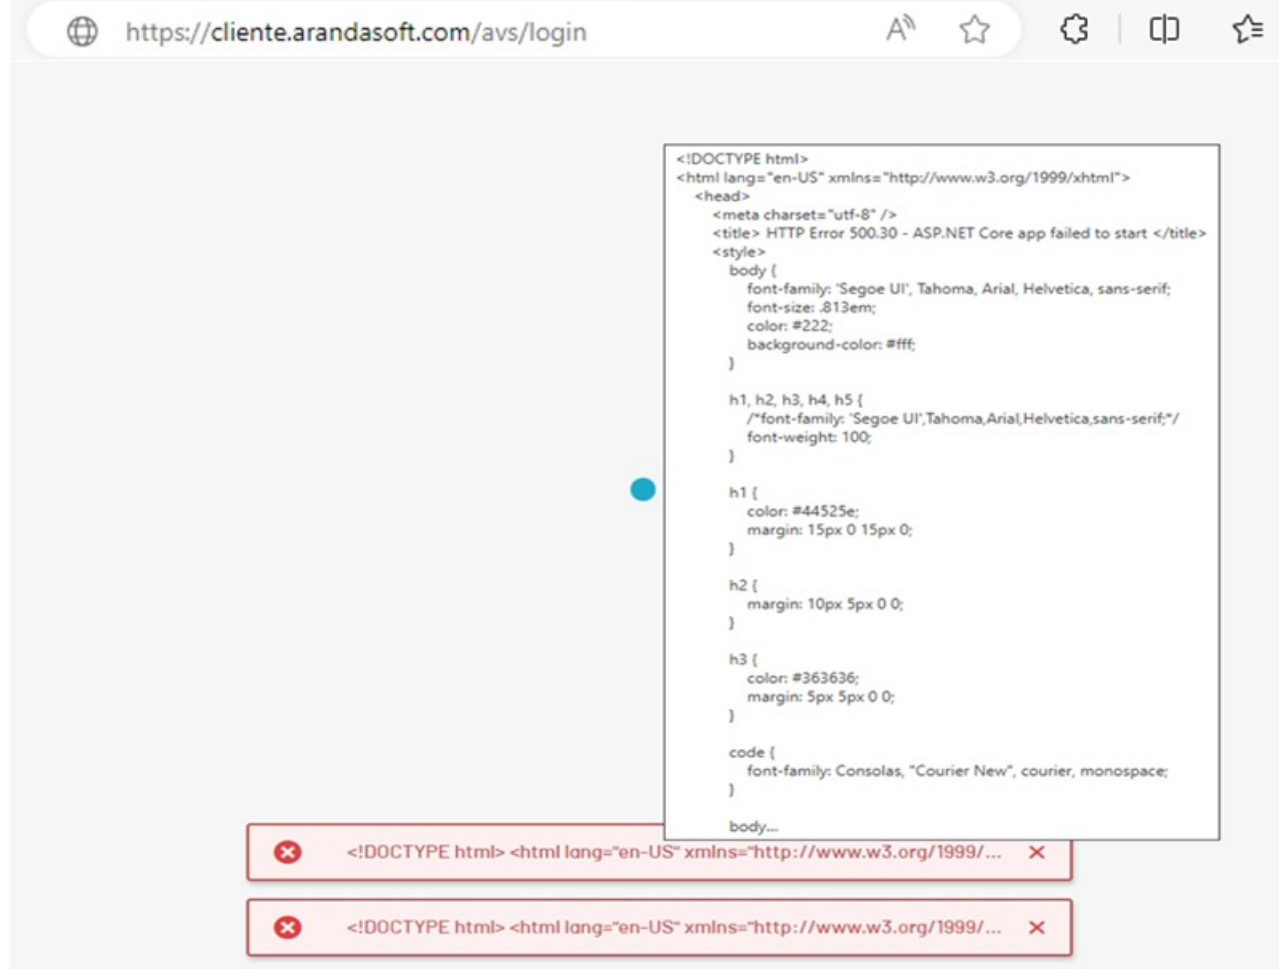 https://cliente.arandasoft.com/avs/login
<!DOCTYPE html>
<html lang="en-US" xmlns="http://www.w3.org/1999/xhtml">
<head>
<meta charset="utf-8" />
<title> HTTP Error 500.30 - ASP.NET Core app failed to start </title>
<style>
body {
font-family: 'Segoe UI', Tahoma, Arial, Helvetica, sans-serif;
font-size: .813em;
color: #222;
background-color: #fff;
}
h1, h2, h3, h4, h5 {
/*font-family: 'Segoe UI',Tahoma,Arial,Helvetica,sans-serif;*/
font-weight: 100;
}
h1 {
color: #44525e;
margin: 15px 0 15px 0;
}
h2 {
margin: 10px 5px 0 0;
}
h3 {
color: #363636;
margin: 5px 5px 0 0;
}
code {
font-family: Consolas, "Courier New", courier, monospace;
}
body...
<!DOCTYPE html> <html lang="en-US" xmlns="http://www.w3.org/1999/...
<!DOCTYPE html> <html lang="en-US" xmlns="http://www.w3.org/1999/...